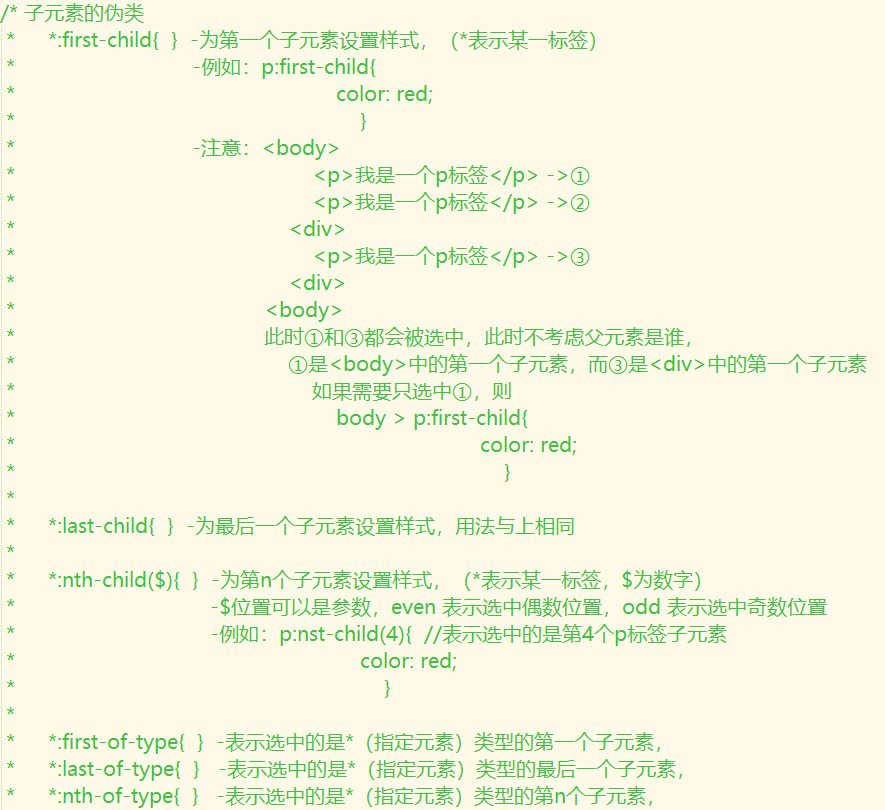 /* 子元素的伪类
 *      *:first-child{  }  -为第一个子元素设置样式，（*表示某一标签）
 *                              -例如：p:first-child{
 *                                                      color: red;
 *                                                          }
 *                              -注意：<body>
 *                                                  <p>我是一个p标签</p> ->①
 *                                                  <p>我是一个p标签</p> ->②
 *                                              <div>
 *                                                  <p>我是一个p标签</p> ->③
 *                                              <div>
 *                                          <body>
 *                                          此时①和③都会被选中，此时不考虑父元素是谁，
 *                                              ①是<body>中的第一个子元素，而③是<div>中的第一个子元素
 *                                                  如果需要只选中①，则
 *                                                      body > p:first-child{
 *                                                                              color: red;
 *                                                                                  }
 *
 *      *:last-child{  }  -为最后一个子元素设置样式，用法与上相同
 *
 *      *:nth-child($){  }  -为第n个子元素设置样式，（*表示某一标签，$为数字）
 *                                 -$位置可以是参数，even 表示选中偶数位置，odd 表示选中奇数位置
 *                                 -例如：p:nst-child(4){  //表示选中的是第4个p标签子元素
 *                                                          color: red;
 *                                                              }
 *
 *      *:first-of-type{  }  -表示选中的是*（指定元素）类型的第一个子元素，
 *      *:last-of-type{  }   -表示选中的是*（指定元素）类型的最后一个子元素，
 *      *:nth-of-type{  }   -表示选中的是*（指定元素）类型的第n个子元素，